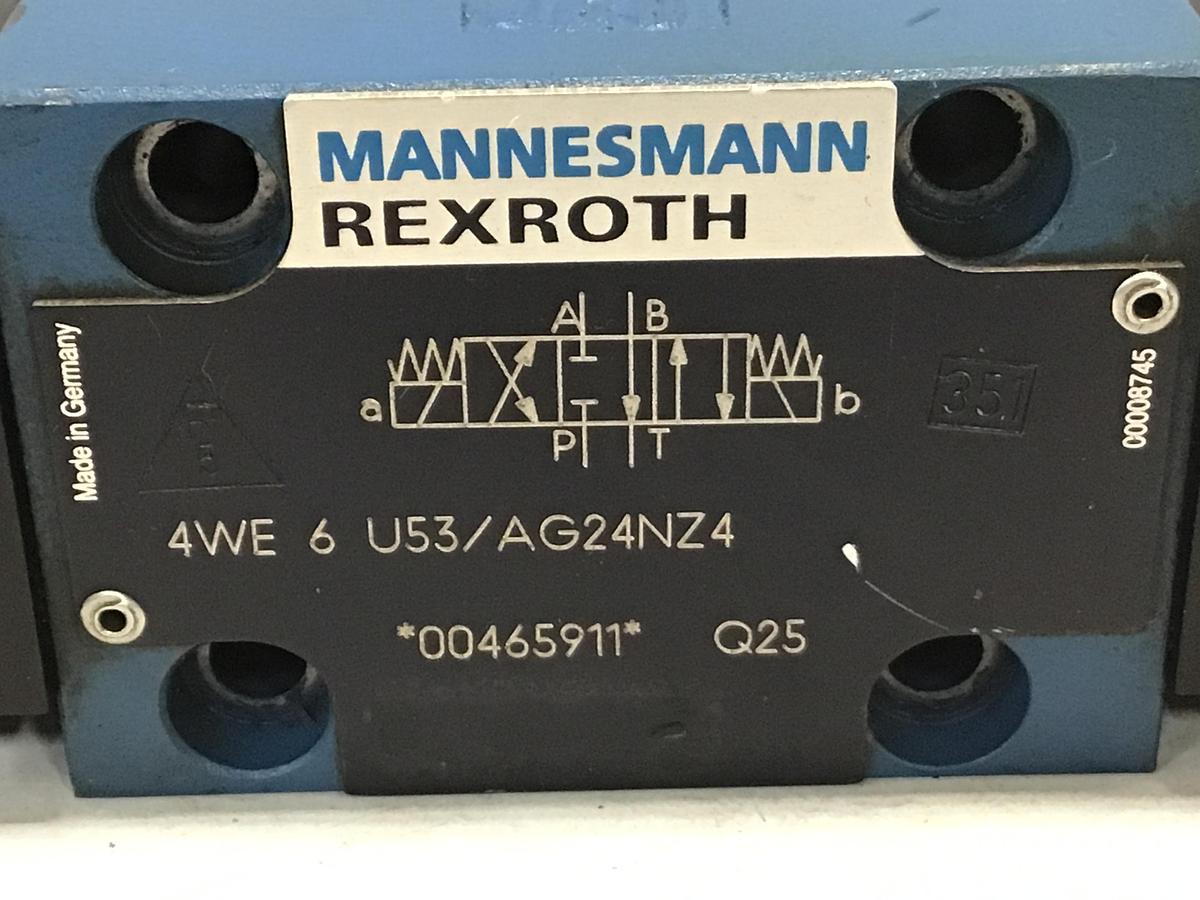 MANNESMANN
REXROTH
Made in Germany
A B
a b
P T
351
00008745
4WE 6 U53/AG24NZ4
*00465911* Q25